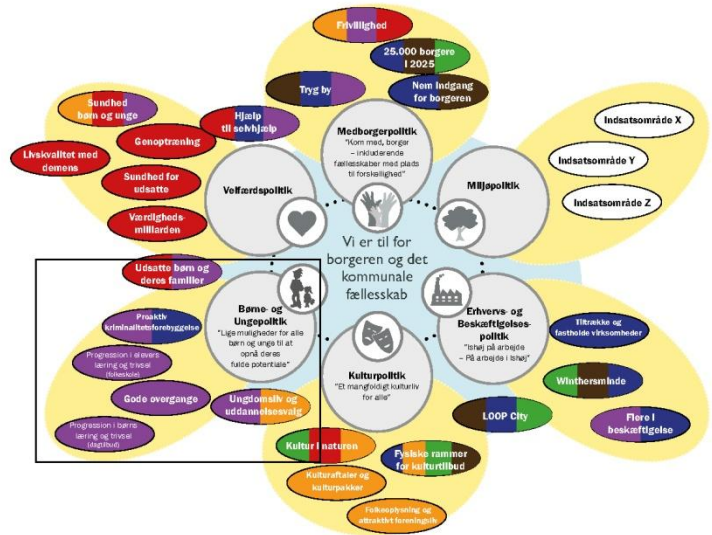 Frivillighed
25.000 borgere
i 2025
Tryg by
Nem indgang
for borgeren
Sundhed
børn og unge
Hjælp
til selvhjælp
Genoptræning
Livskvalitet med
demens
Sundhed for
udsatte
Værdigheds-
milliarden
Velfærdspolitik
Medborgerpolitik
"Kom med, borger
– inkluderende
fællesskaber med plads
til forskellighed"
Miljøpolitik
Indsatsområde X
Indsatsområde Y
Indsatsområde Z
Vi er til for
borgeren og det
kommunale
fællesskab
Udsatte børn og
deres familier
Proaktiv
kriminalitetsforebyggelse
Progression i elevers
læring og trivsel
(folkeskole)
Gode overgange
Progression i børns
læring og trivsel
(dagtilbud)
Ungdomsliv og
uddannelsesvalg
Børne- og
Ungepolitik
"Lige muligheder for alle
børn og unge til at
opnå deres
fulde potentiale"
Kulturpolitik
"Et mangfoldigt kulturliv
for alle"
Erhvervs- og
Beskæftigelses-
politik
"Ishøj på arbejde
– På arbejde i Ishøj"
Tiltrække og
fastholde virksomheder
Winthersminde
LOOP City
Flere i
beskæftigelse
Kultur i naturen
Fysiske rammer
for kulturtilbud
Kulturaftaler og
kulturpakker
Folkeoplysning og
attraktivt foreningsliv